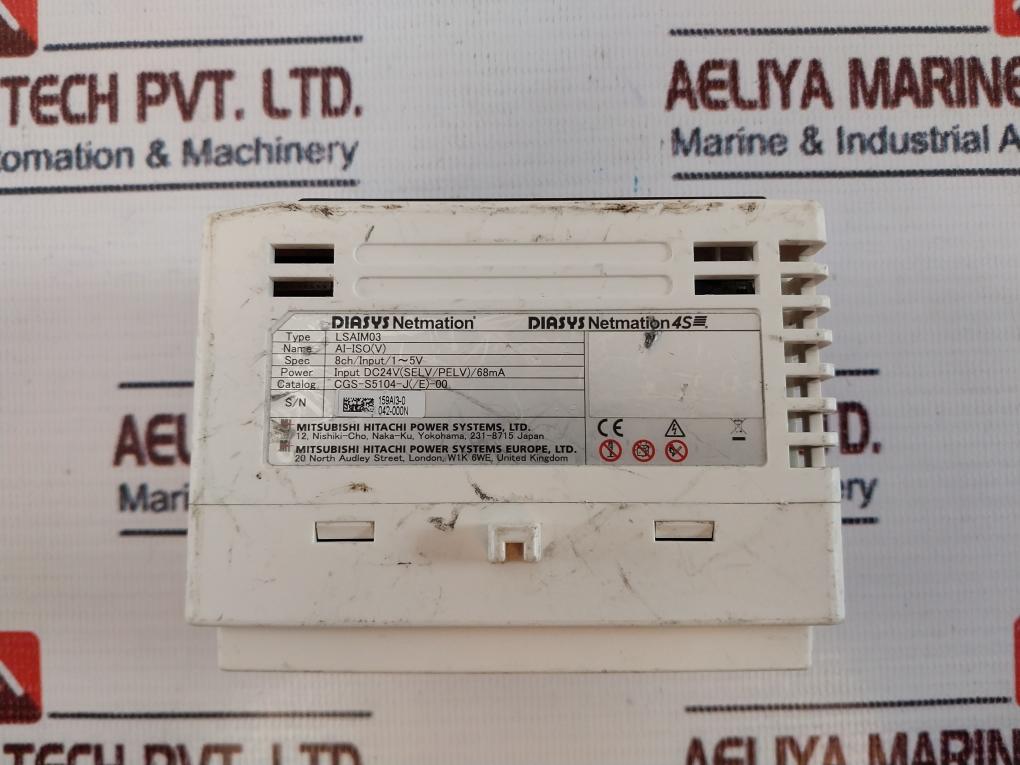 TECH PVT. LTD.
AELIYA MARINE
tomation & Machinery
Marine & Industrial A
DIASYS Netmation
DIASYS Netmation 4S
Type LSAIM03
Name AI-ISO(V)
Spec 8ch/Input/1~5V
Power Input DC24V(SELV/PELV)/68mA
Catalog CGS-S5104-J(/E)-00
S/N 159AI3-0
042-000N
MITSUBISHI HITACHI POWER SYSTEMS, LTD.
12, Nishiki-Cho, Naka-Ku, Yokohama, 231-8715 Japan
MITSUBISHI HITACHI POWER SYSTEMS EUROPE, LTD.
20 North Audley Street, London, W1K 6WE, United Kingdom
CE
AE
D.
Mari
ery
TECH PVT. LTD.
AELIYA MARINE